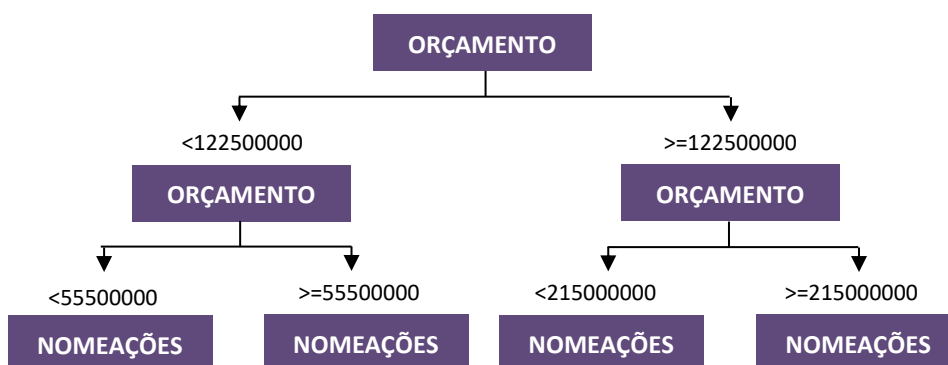 ORÇAMENTO
<122500000
>=122500000
ORÇAMENTO
ORÇAMENTO
<55500000
>=55500000
<215000000
>=215000000
NOMEAÇÕES
NOMEAÇÕES
NOMEAÇÕES
NOMEAÇÕES